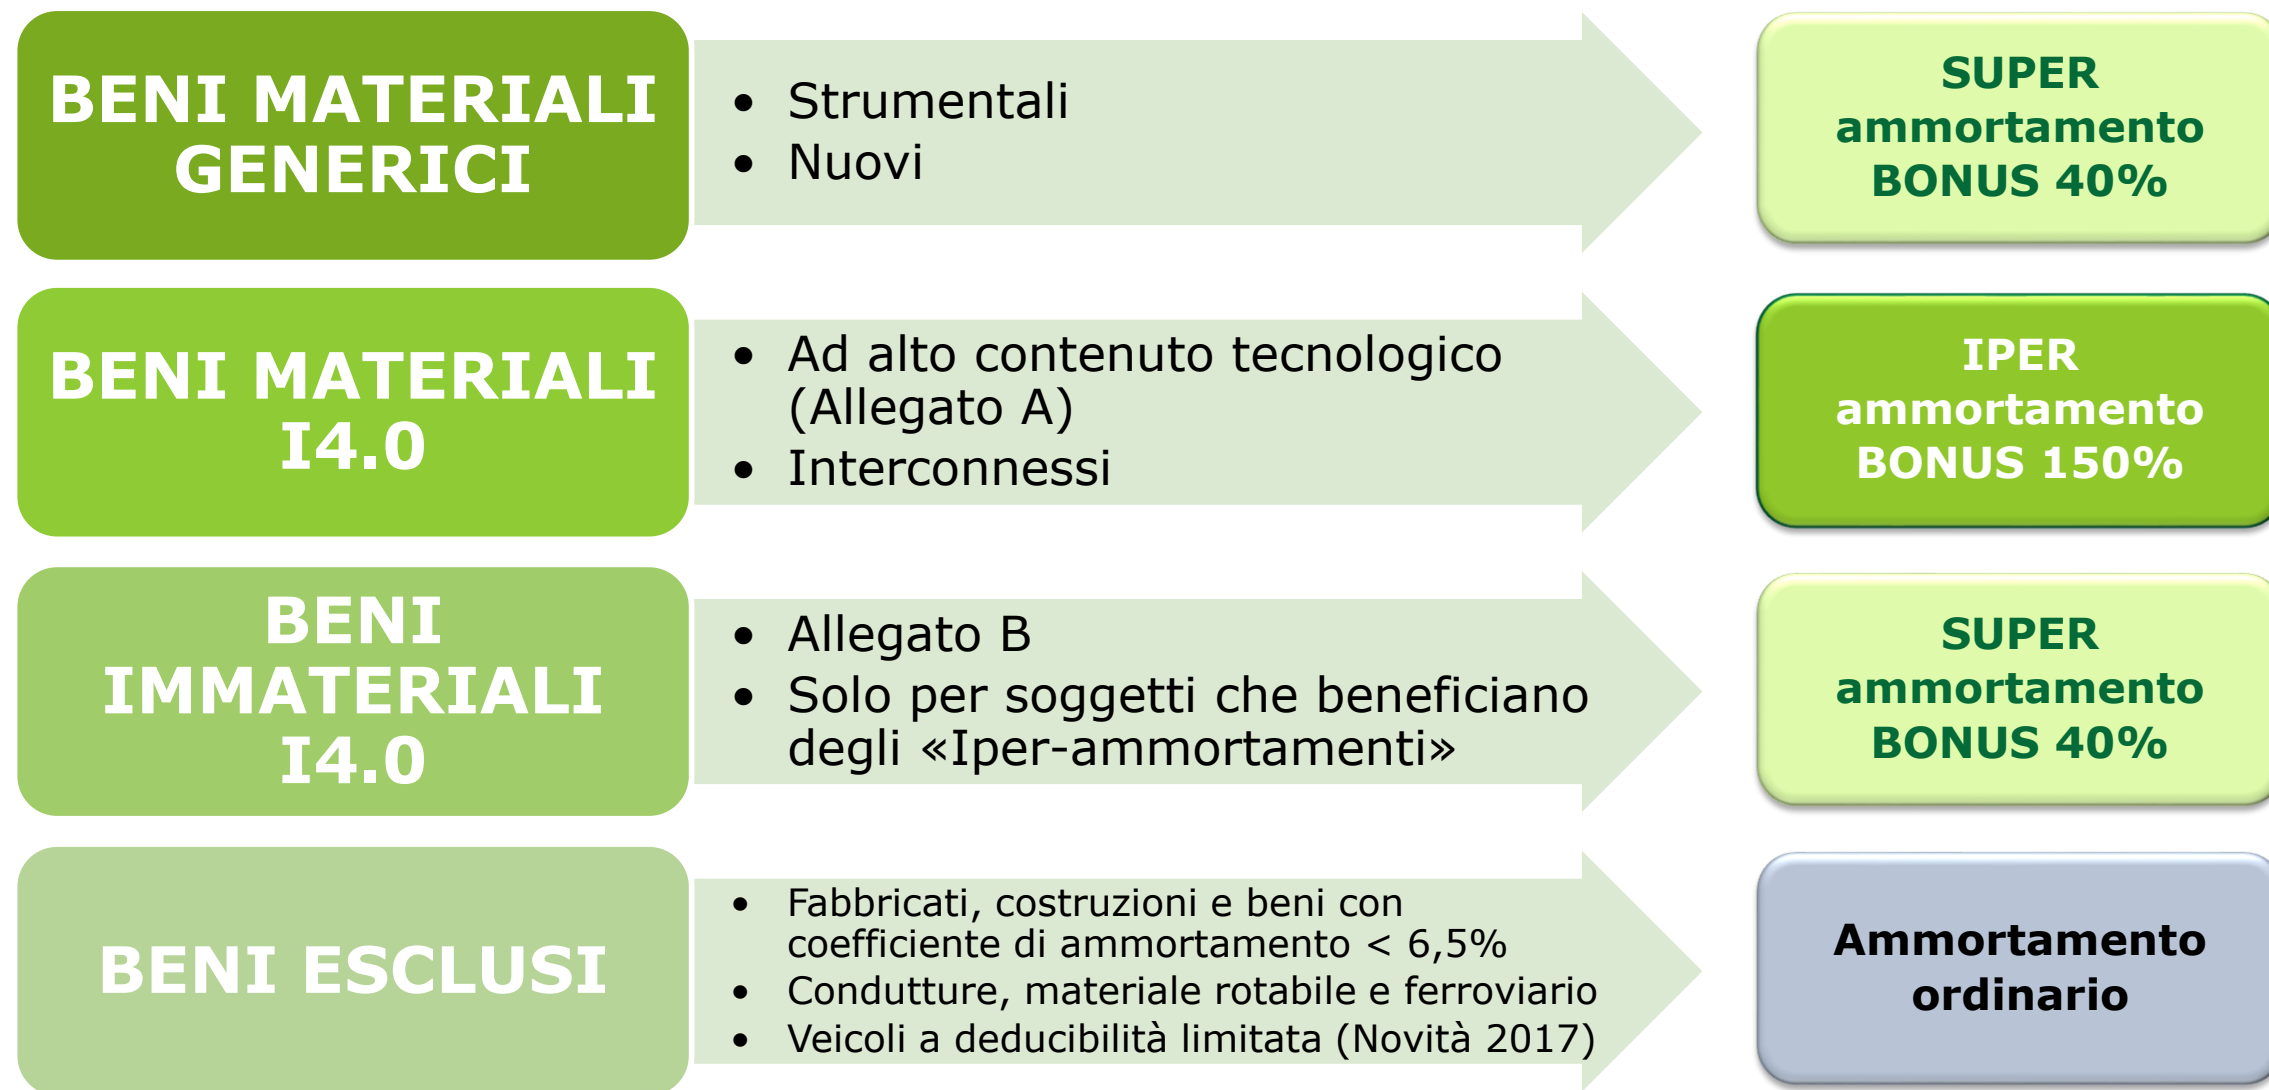 BENI MATERIALI
GENERICI
• Strumentali
• Nuovi
SUPER
ammortamento
BONUS 40%
BENI MATERIALI
I4.0
• Ad alto contenuto tecnologico
(Allegato A)
• Interconnessi
IPER
ammortamento
BONUS 150%
BENI
IMMATERIALI
I4.0
• Allegato B
• Solo per soggetti che beneficiano
degli «Iper-ammortamenti»
SUPER
ammortamento
BONUS 40%
BENI ESCLUSI
• Fabbricati, costruzioni e beni con
coefficiente di ammortamento < 6,5%
• Condutture, materiale rotabile e ferroviario
• Veicoli a deducibilità limitata (Novità 2017)
Ammortamento
ordinario